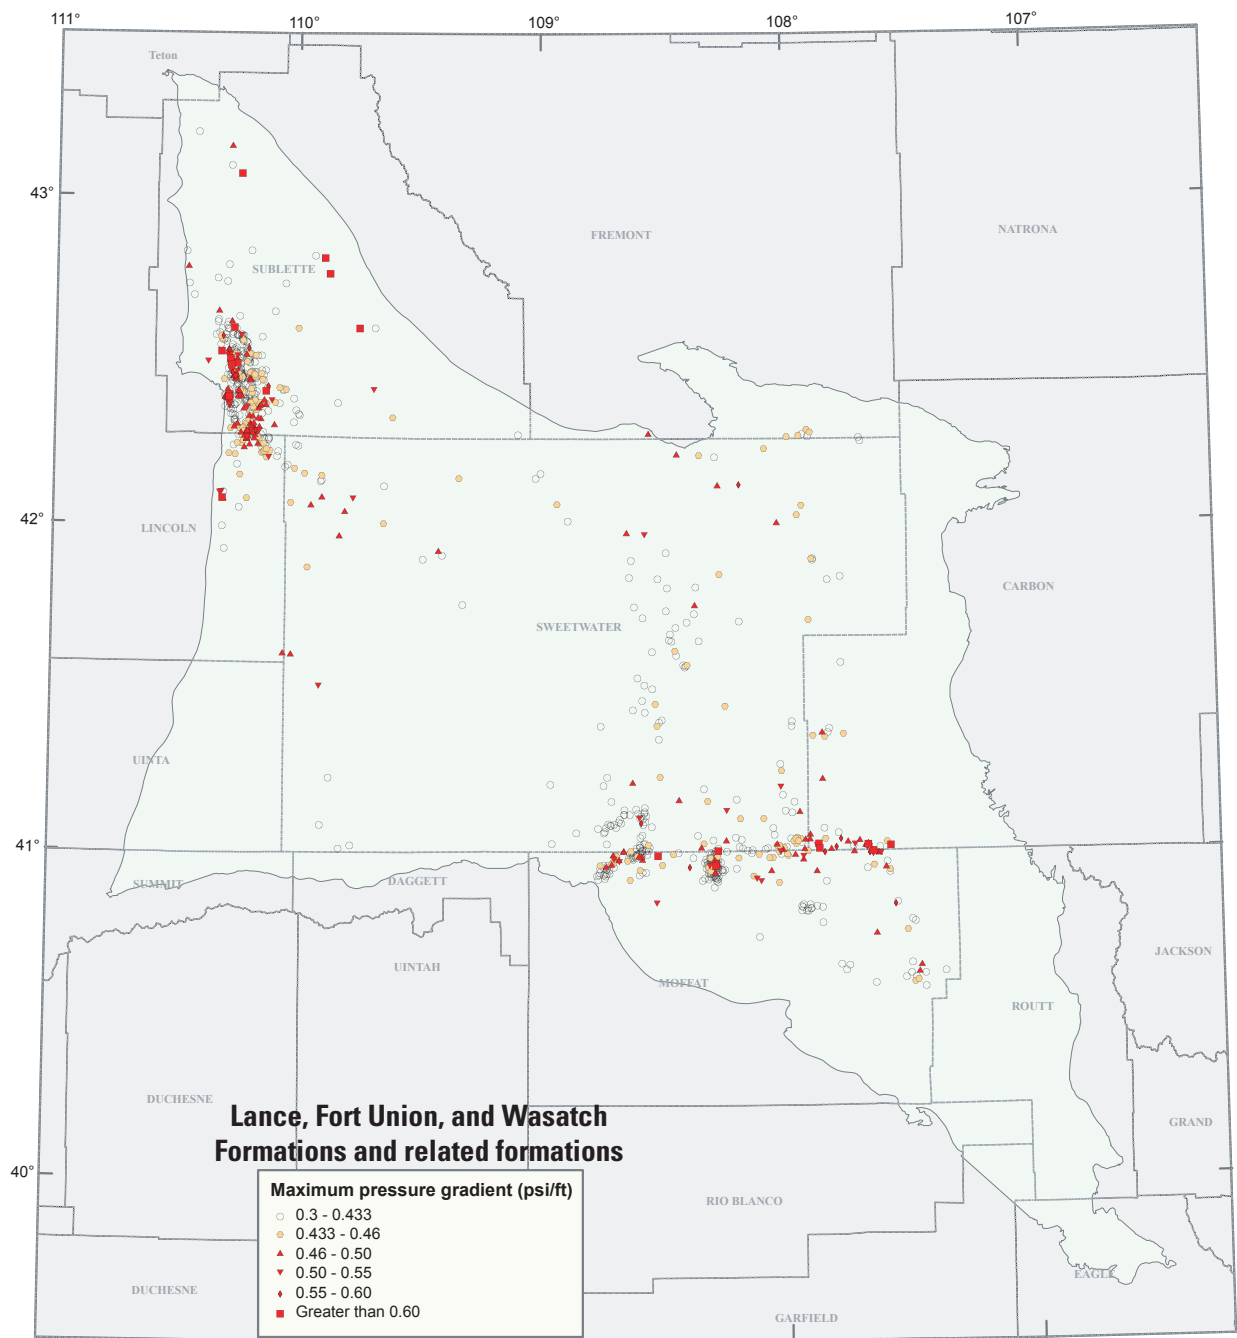 111°
110°
109°
108°
107°
Teton
43°
FREMONT
NATRONA
SUBLETTE
42°
LINCOLN
CARBON
SWEETWATER
UINTA
41°
SUMMIT
DAGGETT
JACKSON
UINTAH
MOFFAT
ROUTT
DUCHESNE
Lance, Fort Union, and Wasatch
Formations and related formations
GRAND
40°
RIO BLANCO
Maximum pressure gradient (psi/ft)
0.3 - 0.433
0.433 - 0.46
0.46 - 0.50
0.50 - 0.55
0.55 - 0.60
Greater than 0.60
EAGLE
DUCHESNE
GARFIELD